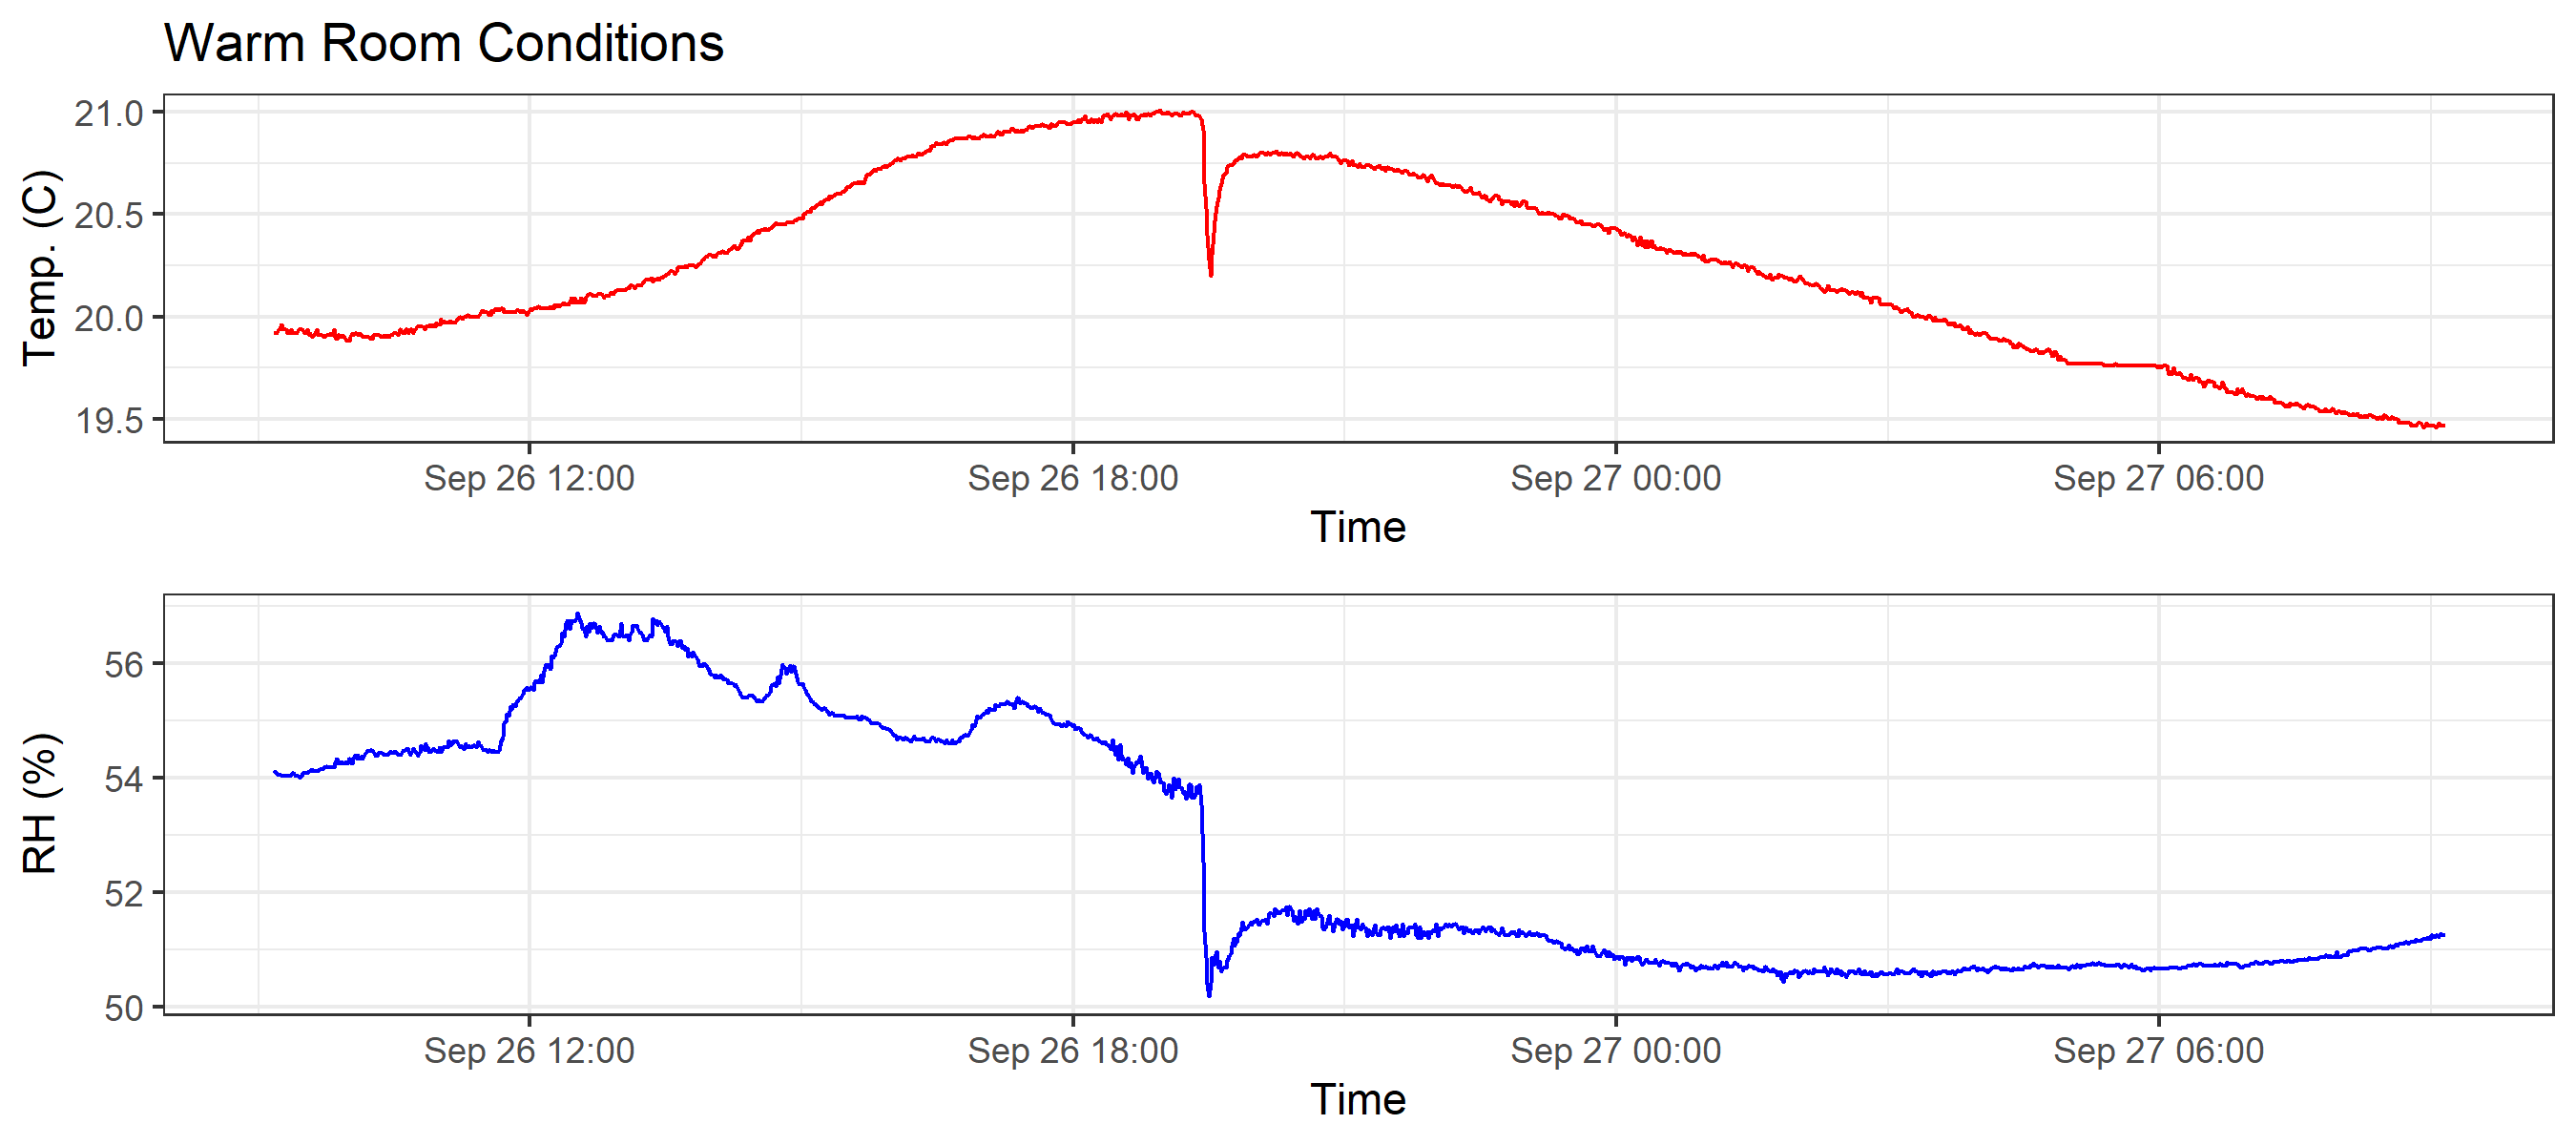 Warm Room Conditions
Temp. (C)
21.0
20.5
20.0
19.5
Sep 26 12:00 Sep 26 18:00 Sep 27 00:00 Sep 27 06:00
Time
RH (%)
56
54
52
50
Sep 26 12:00 Sep 26 18:00 Sep 27 00:00 Sep 27 06:00
Time